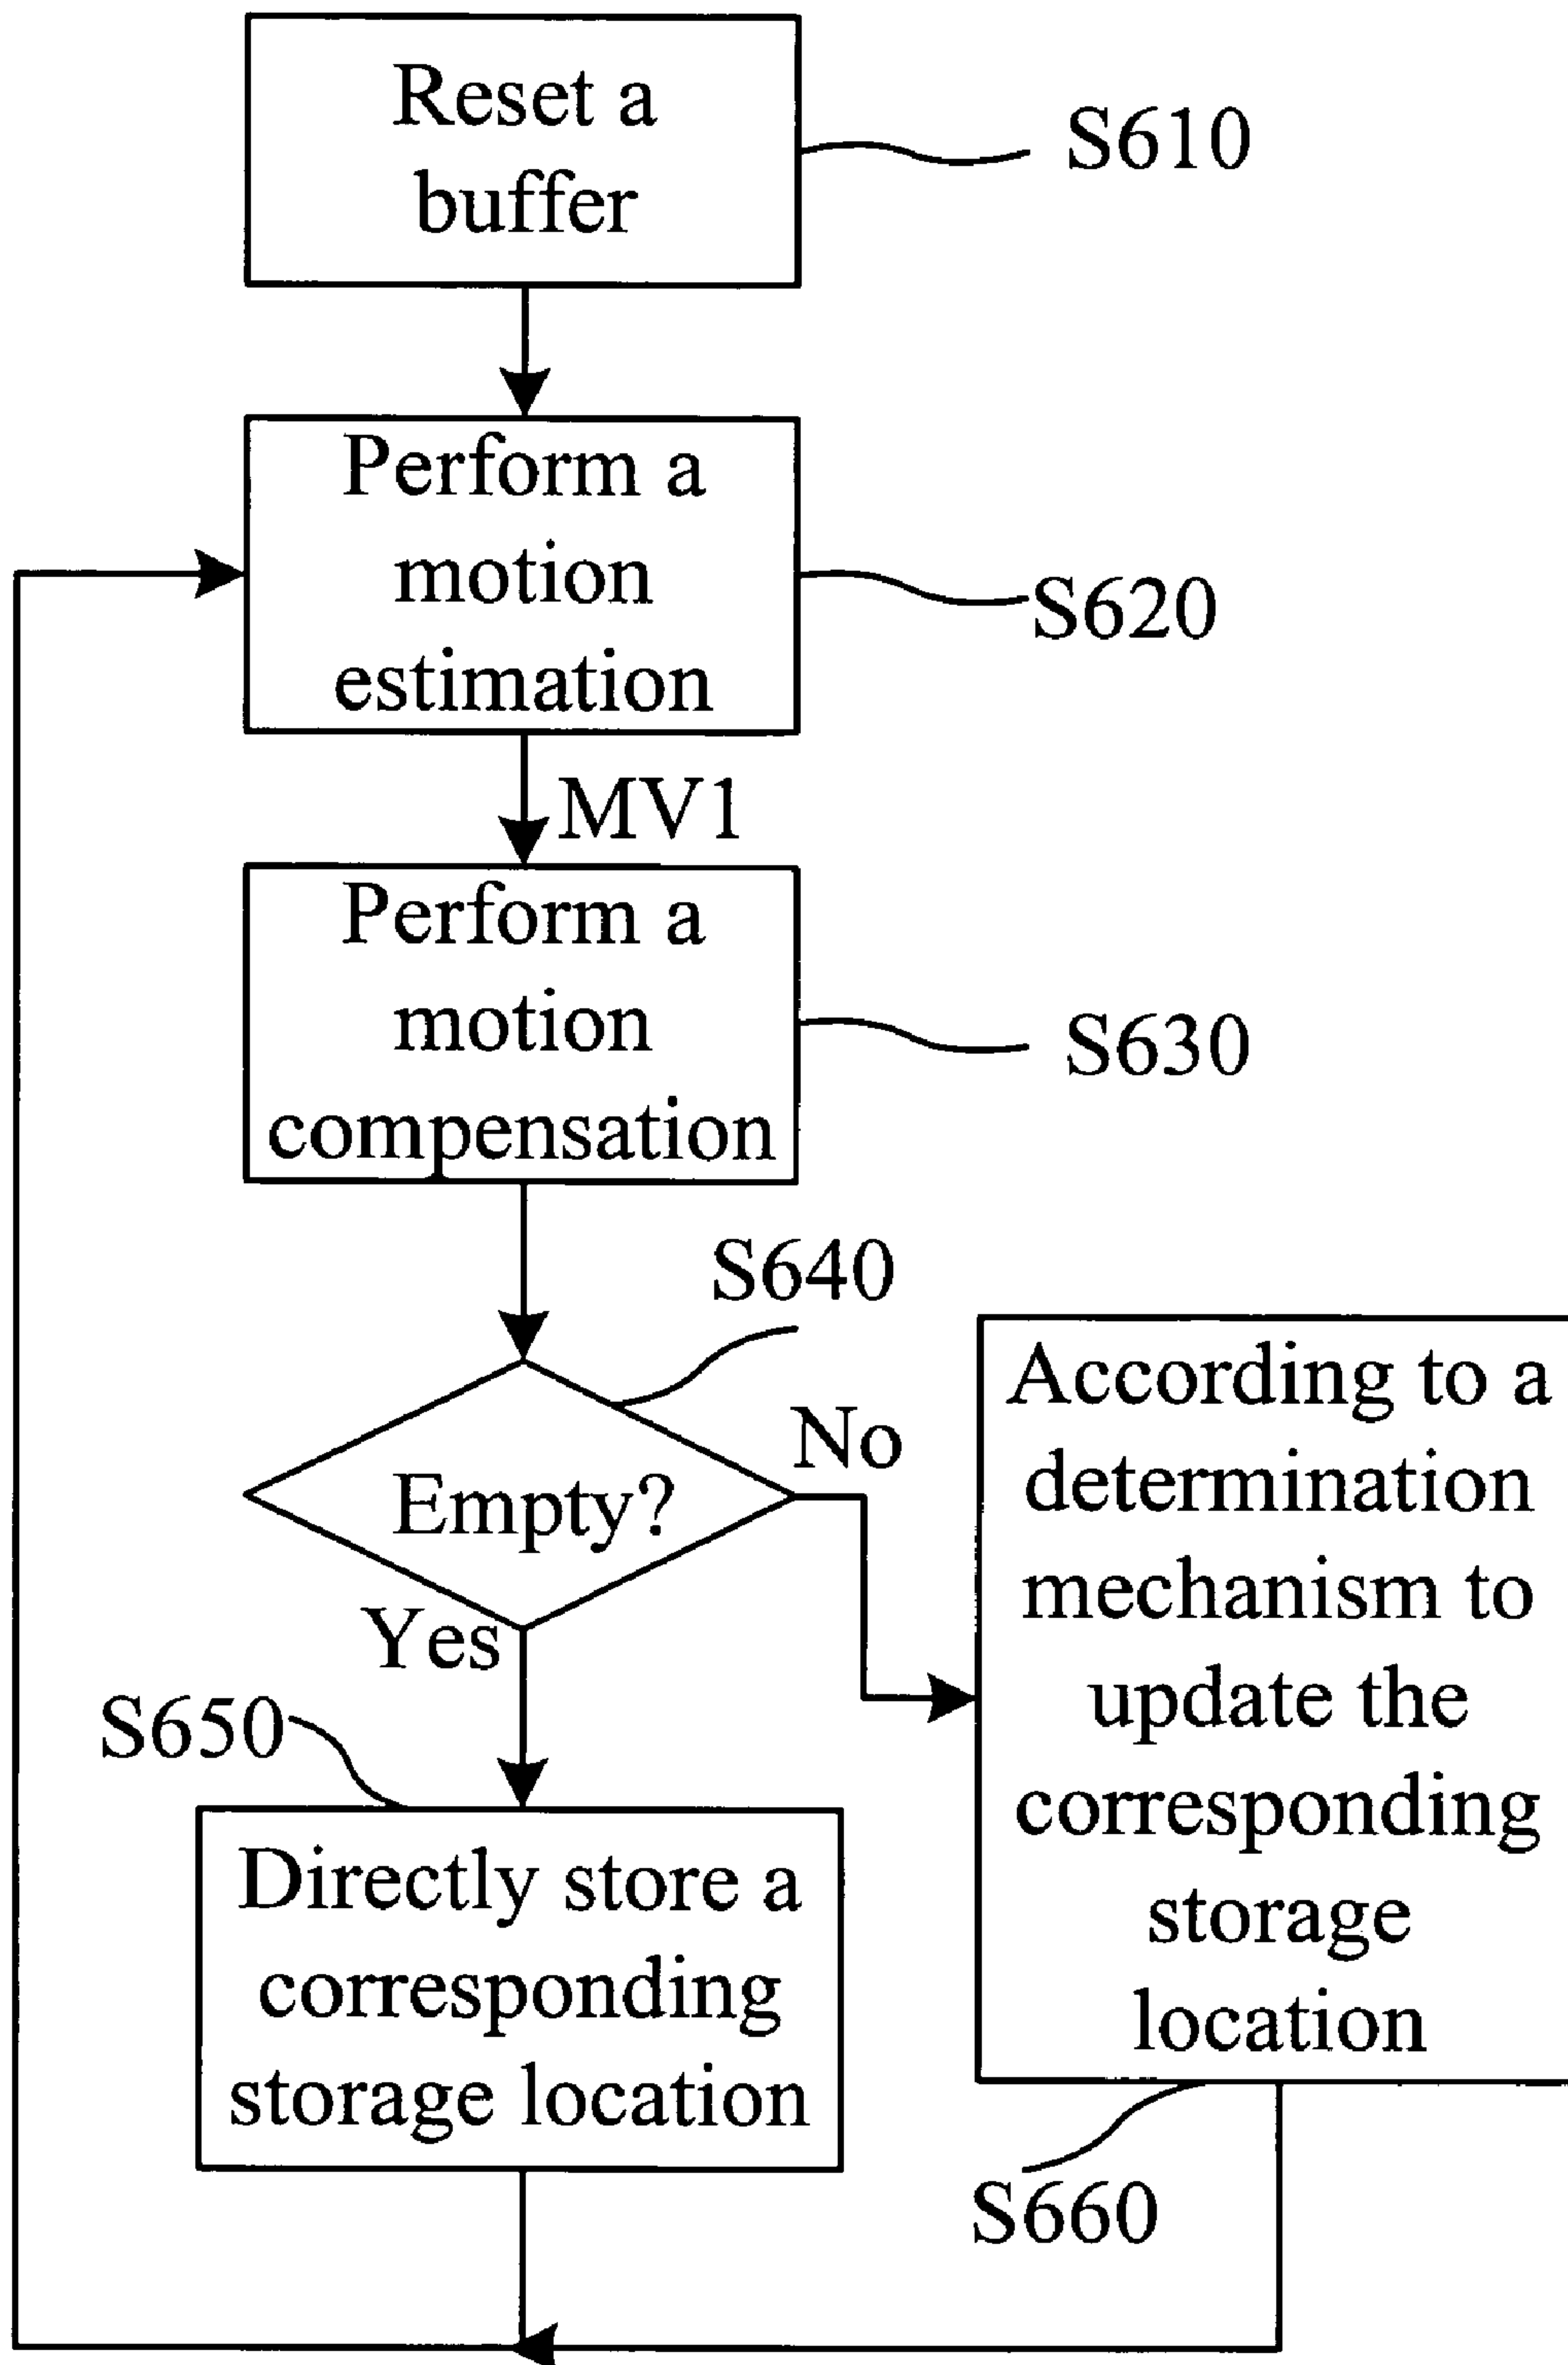 Reset a
buffer
S610
Perform a
motion
estimation
S620
MV1
Perform a
motion
compensation
S630
S640
Empty?
No
Yes
According to a
determination
mechanism to
update the
corresponding
storage
location
S650
Directly store a
corresponding
storage location
S660